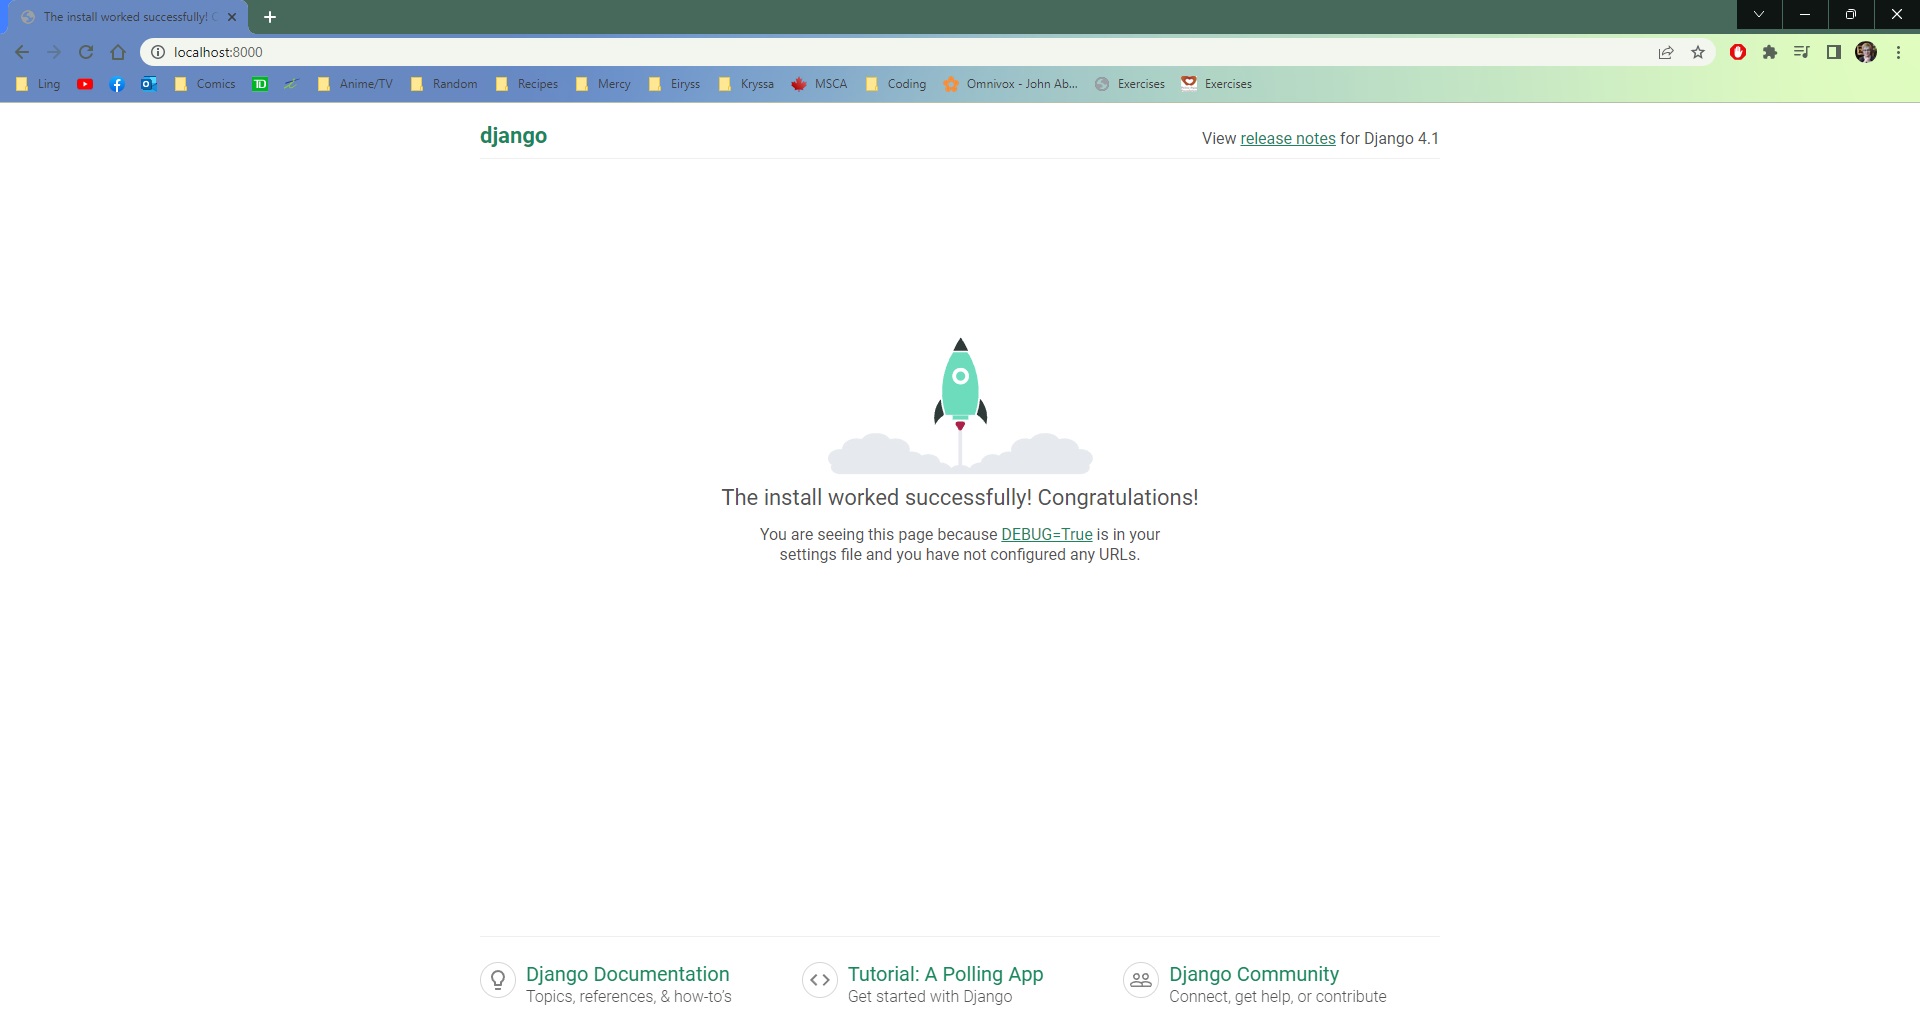 The install worked successfully! C
localhost:8000
Ling Comics TD Anime/TV Random Recipes Mercy Eiryss Kryssa MSCA Coding Omnivox - John Ab... Exercises Exercises
django
View release notes for Django 4.1
The install worked successfully! Congratulations!
You are seeing this page because DEBUG=True is in your
settings file and you have not configured any URLs.
Django Documentation
Topics, references, & how-to’s
Tutorial: A Polling App
Get started with Django
Django Community
Connect, get help, or contribute